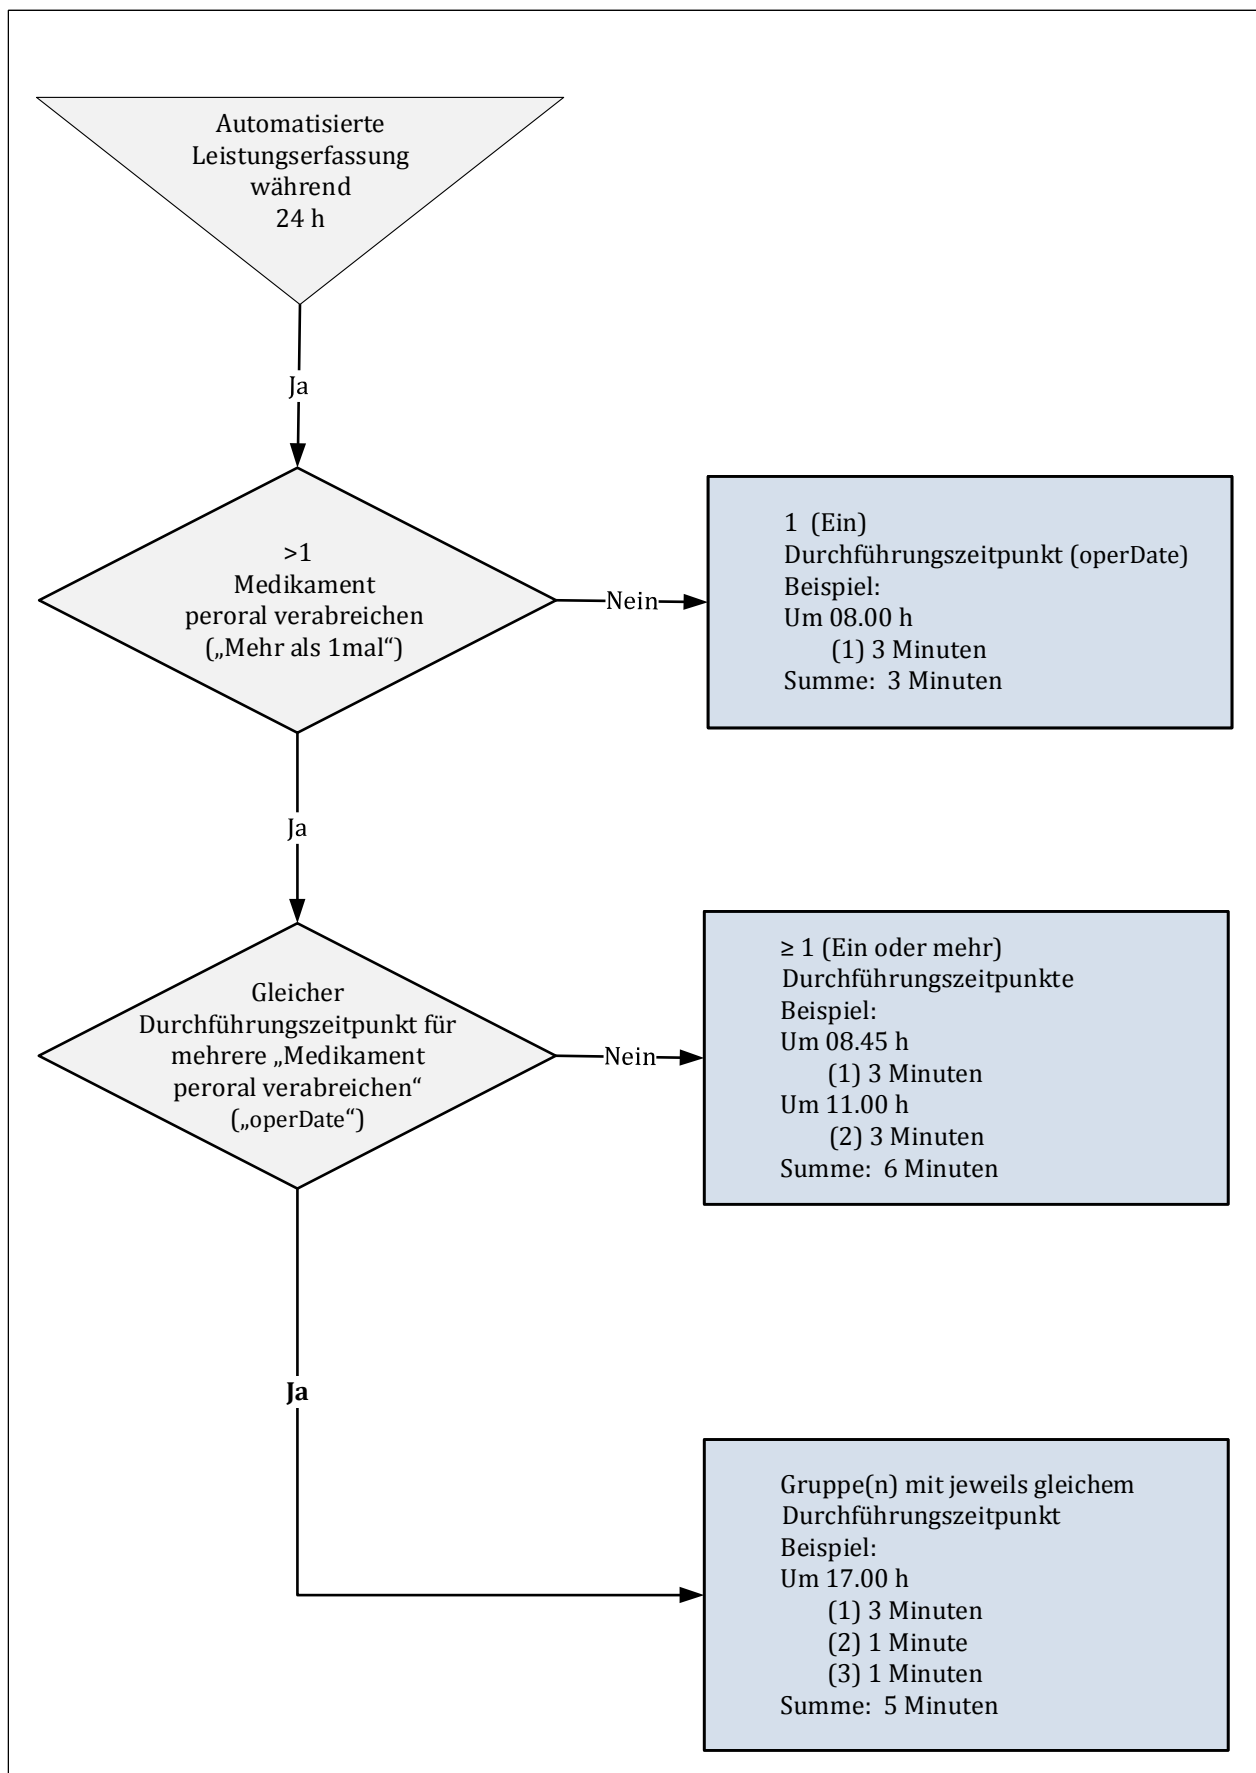 Automatisierte
Leistungserfassung
während
24 h
Ja
>1
Medikament
peroral verabreichen
(„Mehr als 1mal“)
Nein
1  (Ein)
Durchführungszeitpunkt (operDate)
Beispiel:
Um 08.00 h
(1) 3 Minuten
Summe:  3 Minuten
Ja
Gleicher
Durchführungszeitpunkt für
mehrere „Medikament
peroral verabreichen“
(„operDate“)
Nein
≥ 1 (Ein oder mehr)
Durchführungszeitpunkte
Beispiel:
Um 08.45 h
(1) 3 Minuten
Um 11.00 h
(2) 3 Minuten
Summe:  6 Minuten
Ja
Gruppe(n) mit jeweils gleichem
Durchführungszeitpunkt
Beispiel:
Um 17.00 h
(1) 3 Minuten
(2) 1 Minute
(3) 1 Minuten
Summe:  5 Minuten